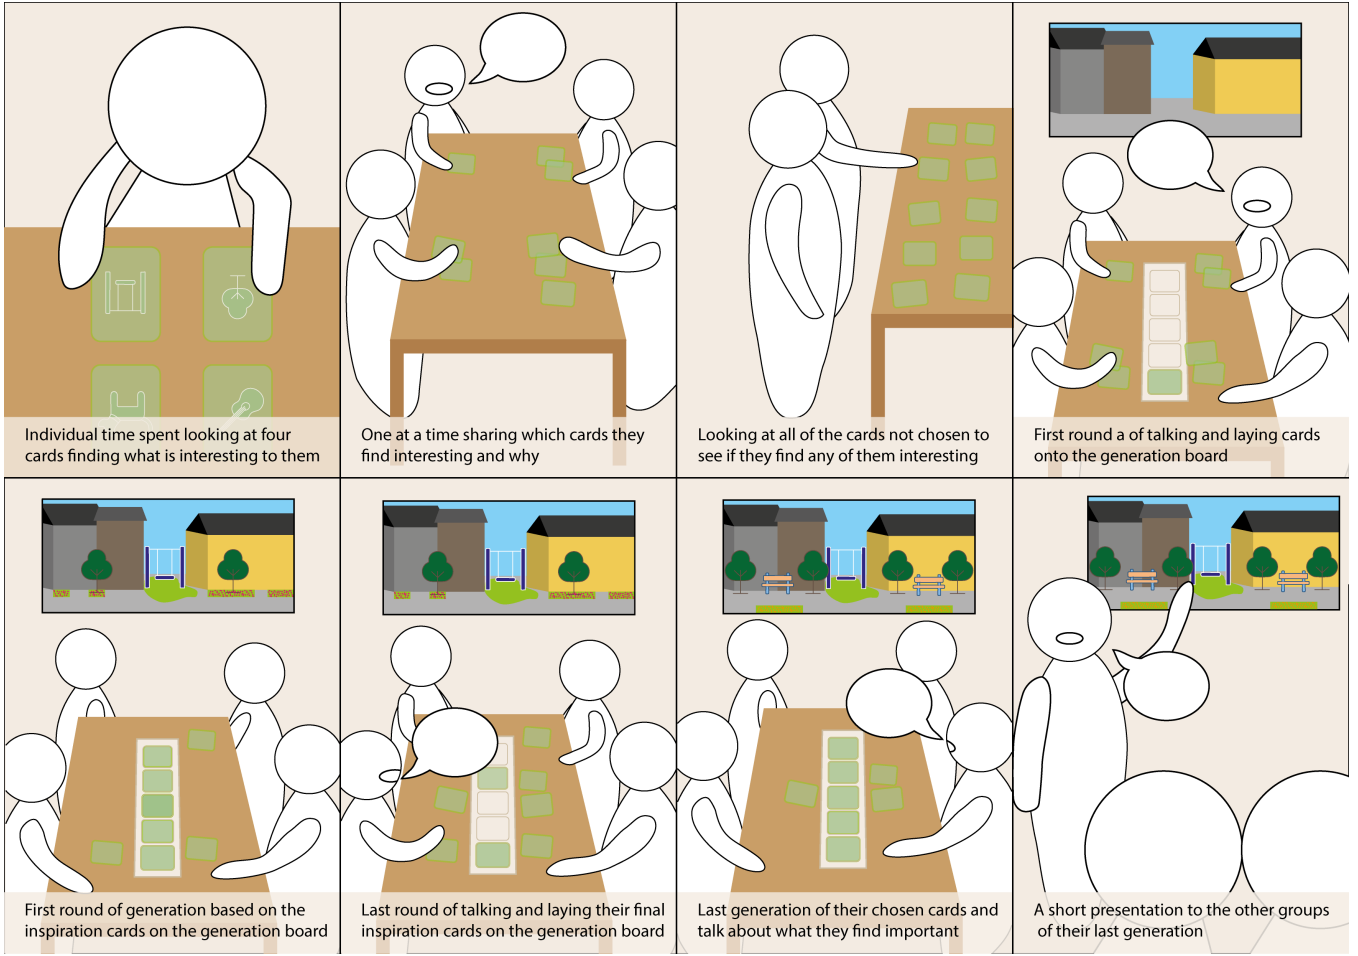 Individual time spent looking at four
cards finding what is interesting to them
One at a time sharing which cards they
find interesting and why
Looking at all of the cards not chosen to
see if they find any of them interesting
First round a of talking and laying cards
onto the generation board
First round of generation based on the
inspiration cards on the generation board
Last round of talking and laying their final
inspiration cards on the generation board
Last generation of their chosen cards and
talk about what they find important
A short presentation to the other groups
of their last generation